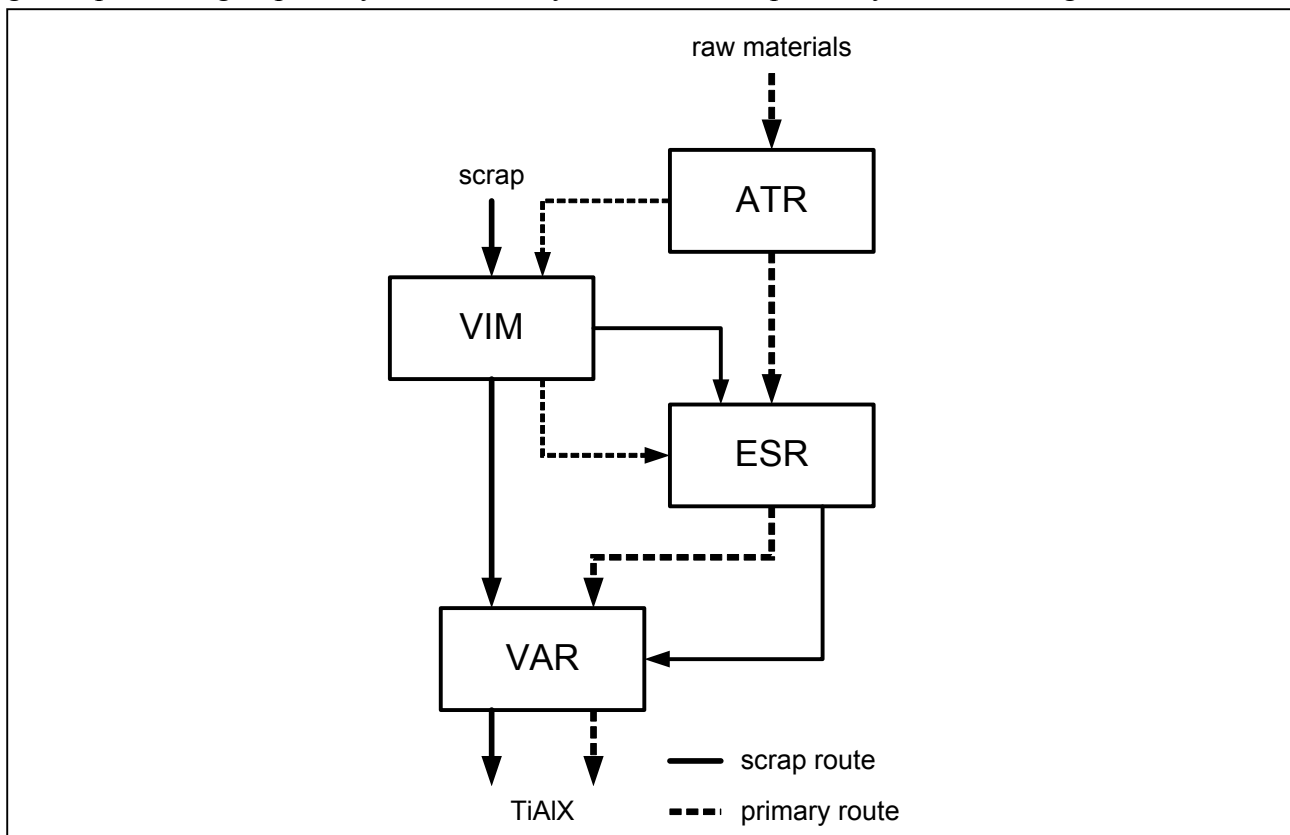 raw materials
scrap
ATR
VIM
ESR
VAR
scrap route
TiAlX
primary route